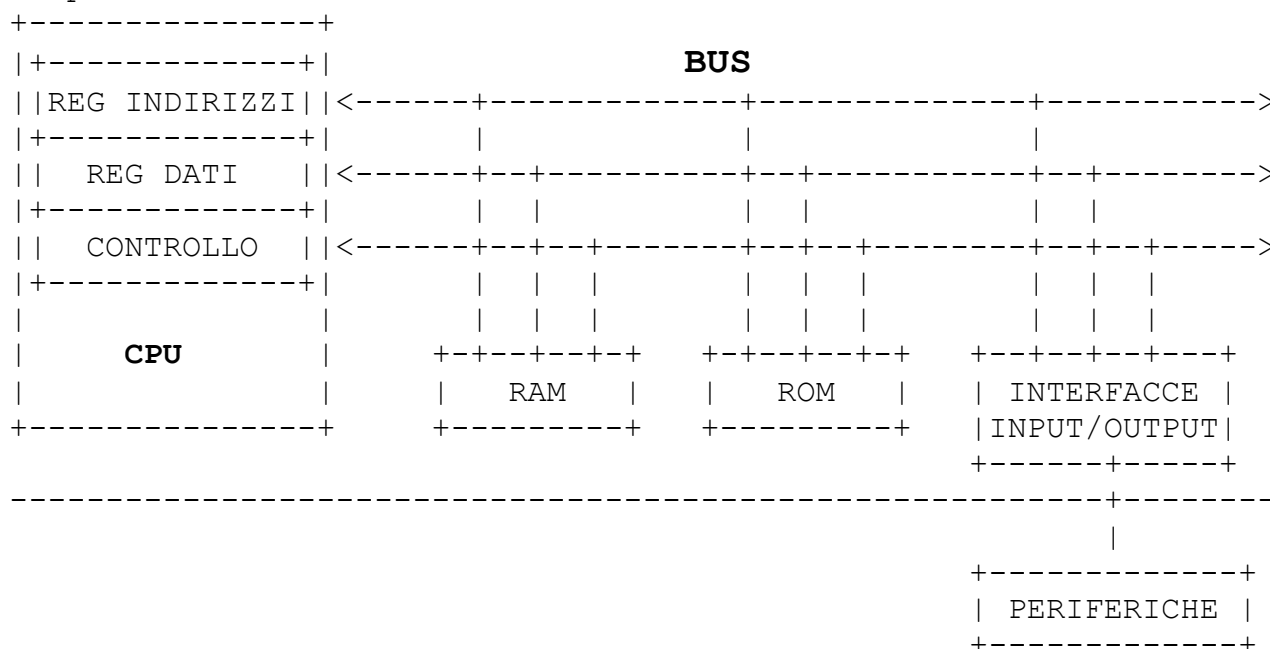 BUS
REG INDIRIZZI
REG DATI
CONTROLLO
CPU
RAM ROM INTERFACCE
INPUT/OUTPUT
PERIFERICHE